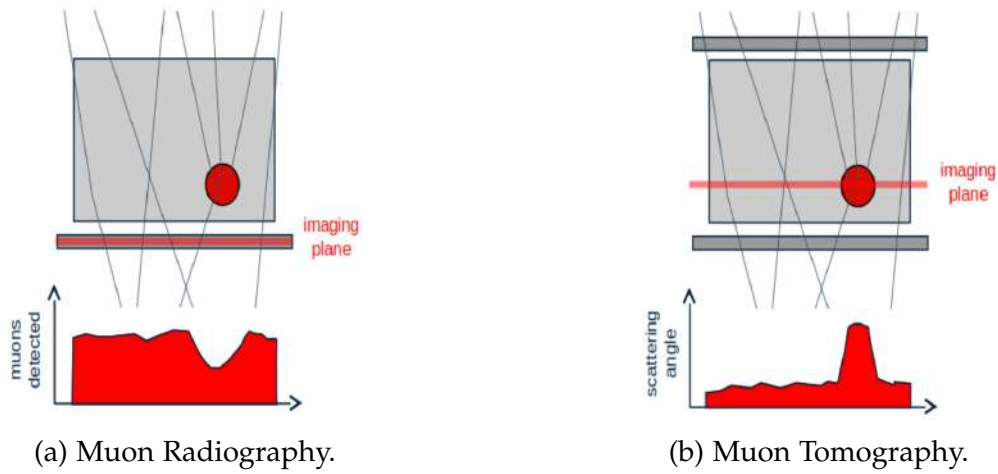 imaging
plane
muons
detected
(a) Muon Radiography.
imaging
plane
scattering
angle
(b) Muon Tomography.